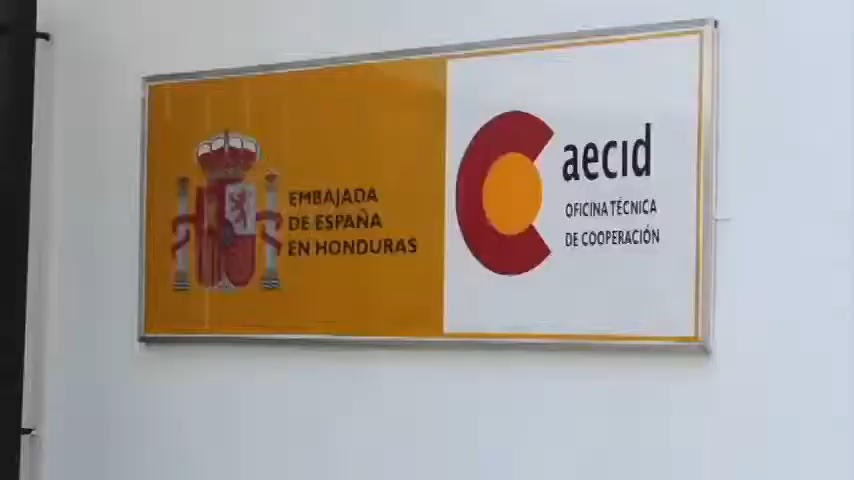 EMBAJADA
DE ESPAÑA
EN HONDURAS
aecid
OFICINA TÉCNICA
DE COOPERACIÓN